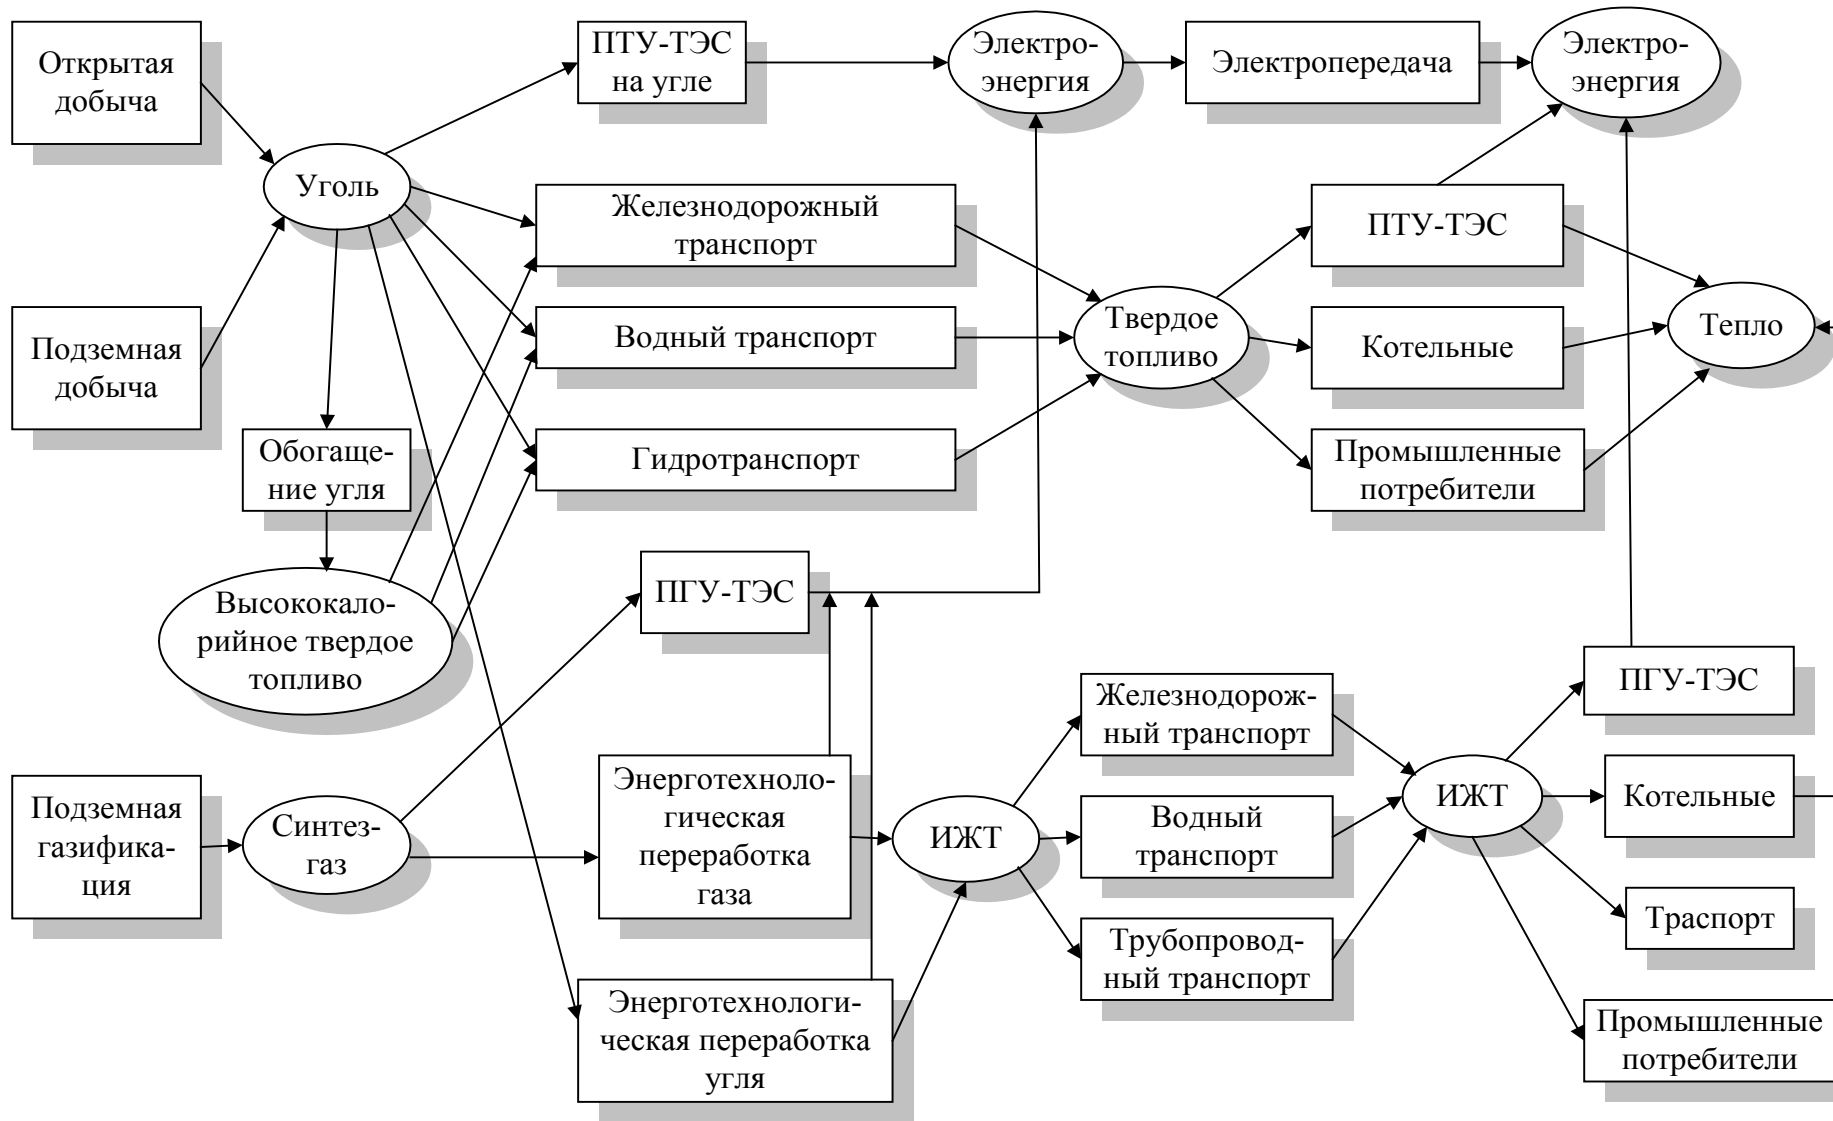 Открытая
добыча
ПТУ-ТЭС
на угле
Электро-
энергия
Электропередача
Электро-
энергия
Уголь
Железнодорожный
транспорт
ПТУ-ТЭС
Подземная
добыча
Водный транспорт
Твердое
топливо
Котельные
Тепло
Обогаще-
ние угля
Гидротранспорт
Промышленные
потребители
Высококало-
рийное твердое
топливо
ПГУ-ТЭС
Железнодорож-
ный транспорт
ПГУ-ТЭС
Подземная
газифика-
ция
Синтез-
газ
Энерготехноло-
гическая
переработка
газа
ИЖТ
Водный
транспорт
ИЖТ
Котельные
Трубопровод-
ный транспорт
Траспорт
Энерготехнологи-
ческая переработка
угля
Промышленные
потребители